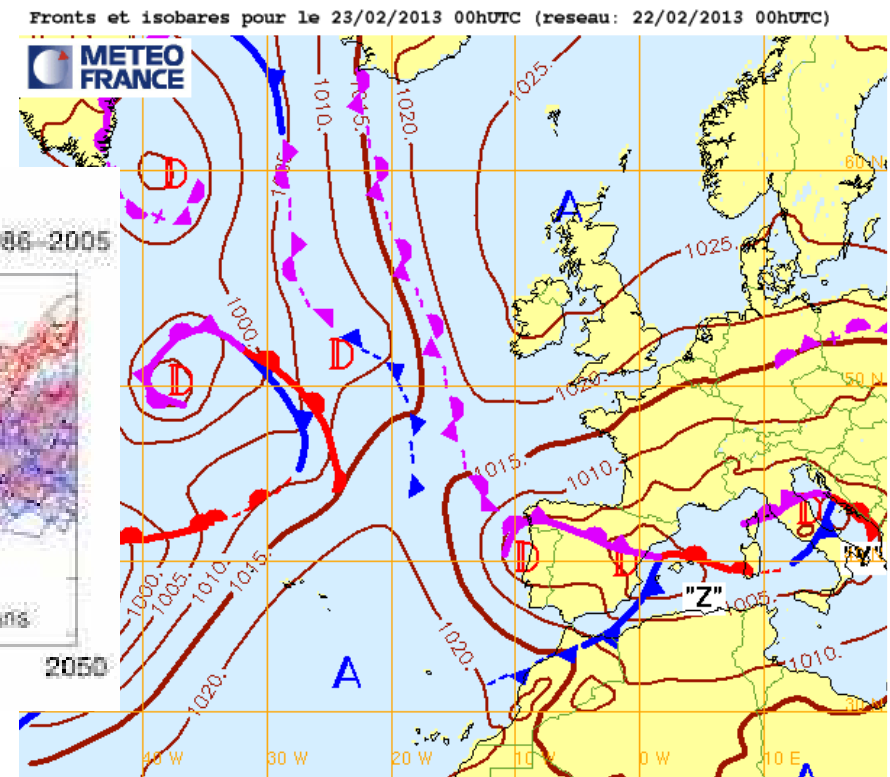 Fronts et isobares pour le 23/02/2013 00hUTC (reseau: 22/02/2013 00hUTC)
METEO
FRANCE
1025.
1010.
1015.
1020.
60 N
D
A
86-2005
1025.
1000.
D
D
1020.
50 N
1015.
1010.
D
D
D
"V"
"Z"
1005.
1000.
1005.
1010.
1015.
2050
A
1020.
1010.
1020.
30 N
40 W
30 W
20 W
10 W
0 W
10 E
A